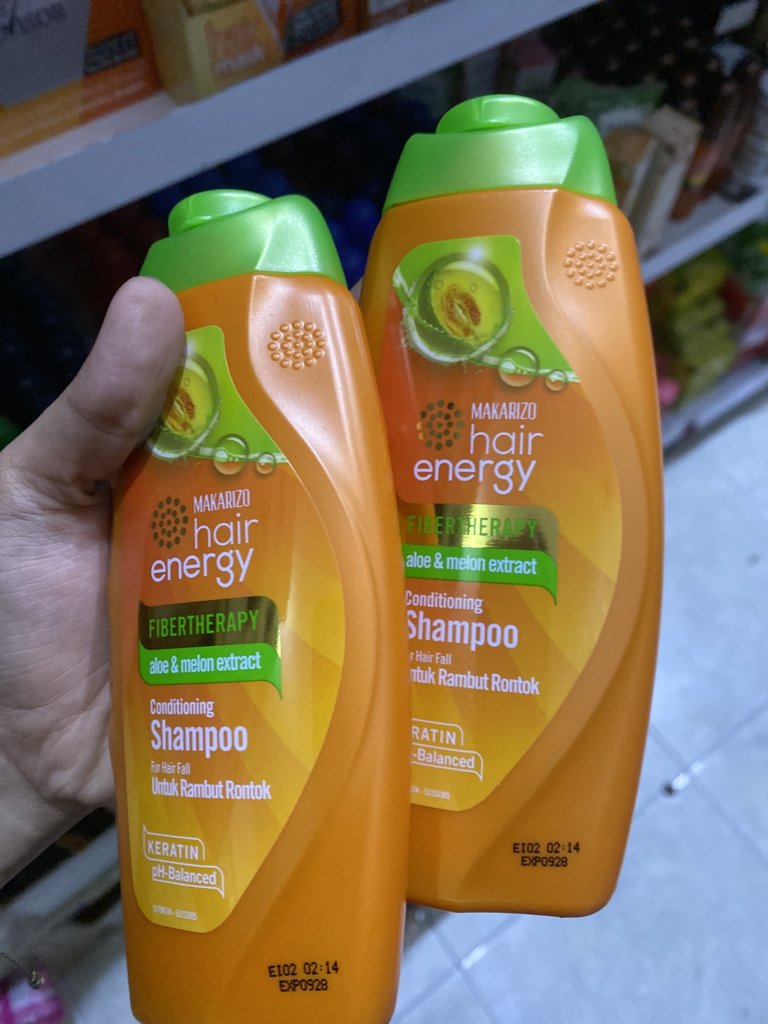 MAKARIZO
hair
energy
FIBERTHERAPY
aloe & melon extract
Conditioning
Shampoo
For Hair Fall
Untuk Rambut Rontok
KERATIN
pH-Balanced
EI02 02:14
EXP0928
MAKARIZO
hair
energy
FIBERTHERAPY
aloe & melon extract
Conditioning
Shampoo
Hair Fall
Rambut Rontok
-Balanced
EI02 02:14
EXP0928